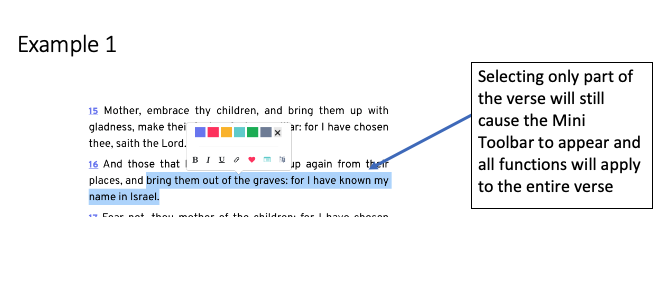 Example 1
Selecting only part of
the verse will still
cause the Mini
Toolbar to appear and
all functions will apply
to the entire verse
15 Mother, embrace thy children, and bring them up with
gladness, make thei ar: for I have chosen
thee, saith the Lord.
B I U
16 And those that up again from their
places, and bring them out of the graves: for I have known my
name in Israel.
17 Fear not, thou mother of the children: for I have chosen